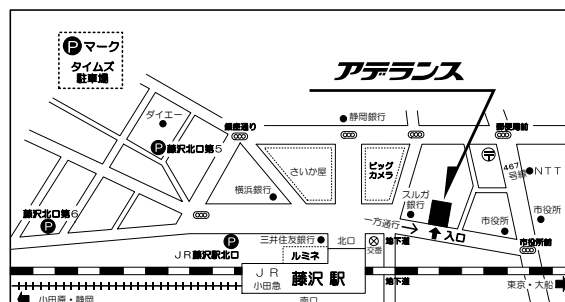 Pマーク
タイムズ
駐車場
アデランス
ダイエー
銀座通り
静岡銀行
郵便局前
P藤沢北口第5
さいか屋
ビッグ
カメラ
〒
467
号線
NTT
横浜銀行
スルガ
銀行
市役所
市役所
藤沢北口第6
P
一方通行
入口
市役所前
P
JR藤沢駅北口
三井住友銀行
北口
交番
地下道
ルミネ
JR
小田急
藤沢駅
地下道
小田原・静岡
南口
東京・大船